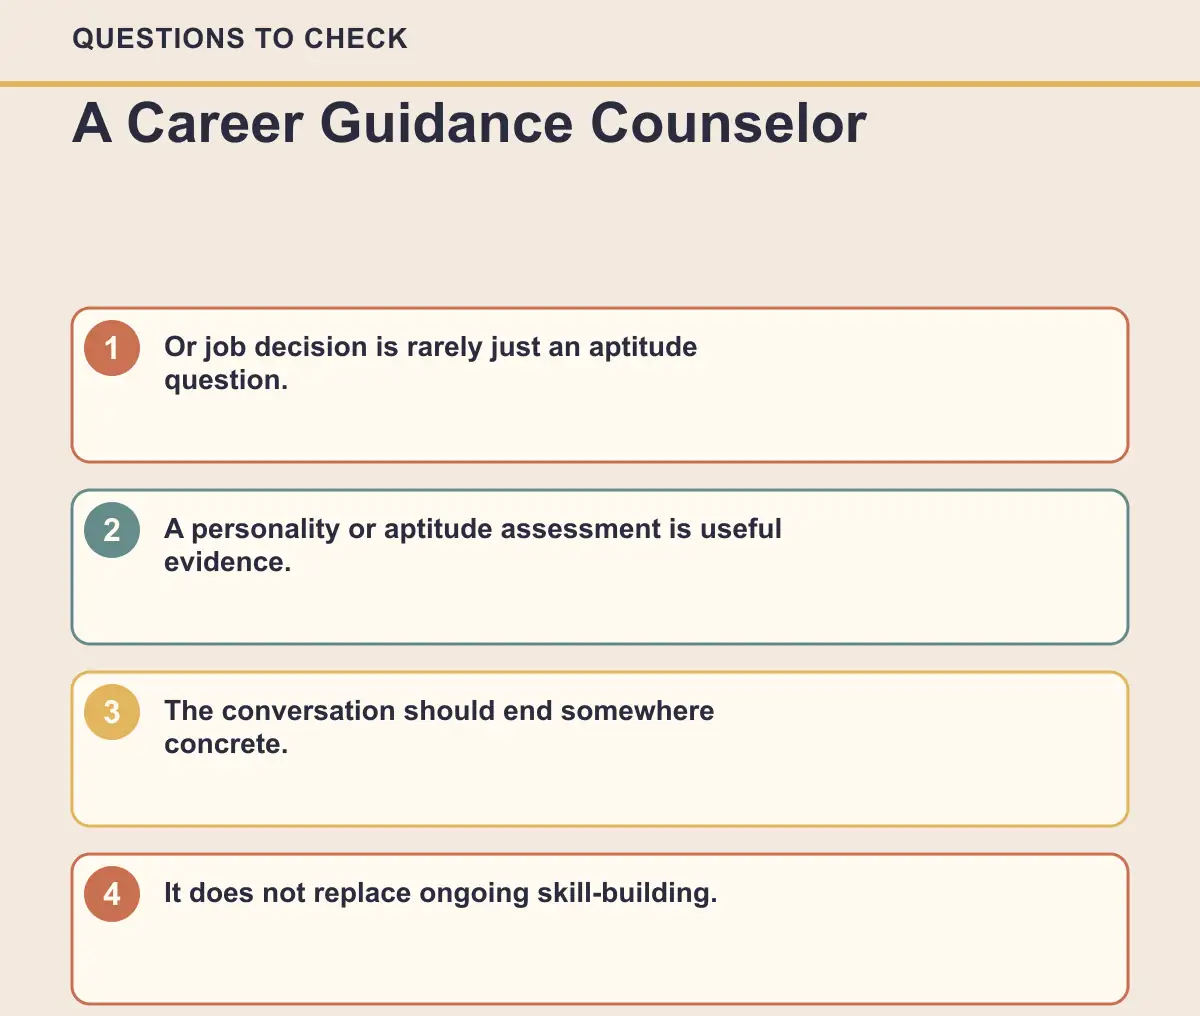 QUESTIONS TO CHECK
A Career Guidance Counselor
1
Or job decision is rarely just an aptitude
question.
2
A personality or aptitude assessment is useful
evidence.
3
The conversation should end somewhere
concrete.
4
It does not replace ongoing skill-building.